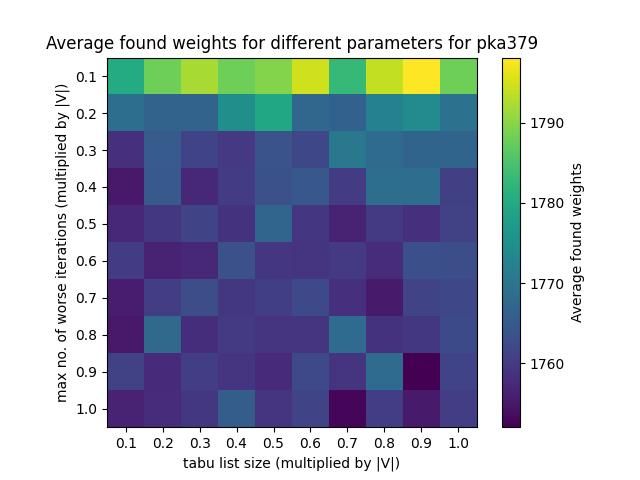 Average found weights for different parameters for pka379
max no. of worse iterations (multiplied by |V|)
0.1
0.2
0.3
0.4
0.5
0.6
0.7
0.8
0.9
1.0
0.1 0.2 0.3 0.4 0.5 0.6 0.7 0.8 0.9 1.0
tabu list size (multiplied by |V|)
1790
1780
1770
1760
Average found weights